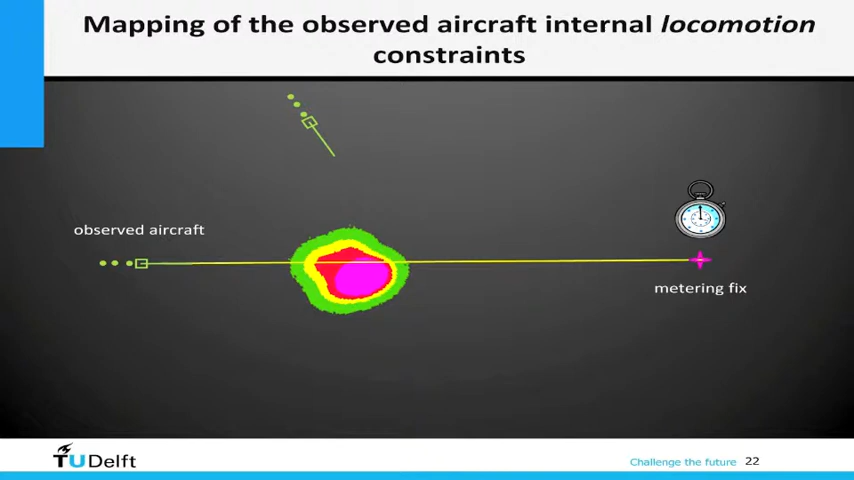 Mapping of the observed aircraft internal locomotion
constraints
observed aircraft
metering fix
TUDelft
Challenge the future 22